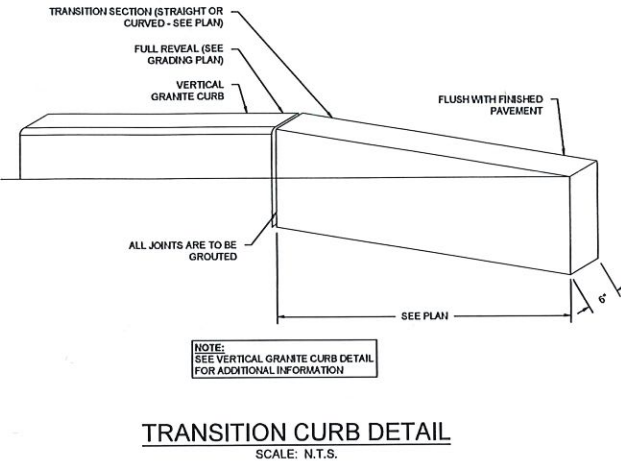 TRANSITION SECTION (STRAIGHT OR
CURVED - SEE PLAN)
FULL REVEAL (SEE
GRADING PLAN)
VERTICAL
GRANITE CURB
FLUSH WITH FINISHED
PAVEMENT
ALL JOINTS ARE TO BE
GROUTED
SEE PLAN
6"
NOTE:
SEE VERTICAL GRANITE CURB DETAIL
FOR ADDITIONAL INFORMATION
TRANSITION CURB DETAIL
SCALE: N.T.S.